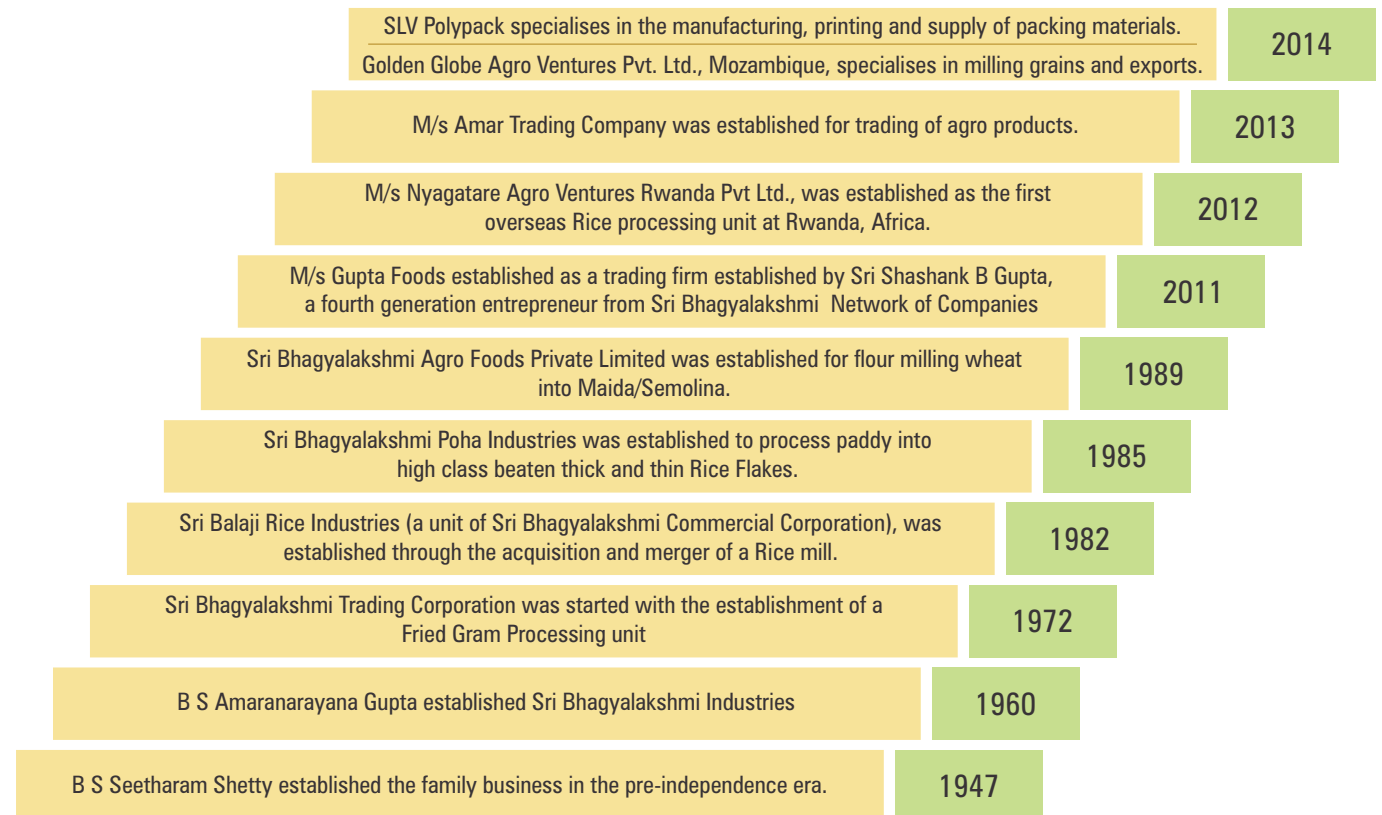 SLV Polypack specialises in the manufacturing, printing and supply of packing materials.
Golden Globe Agro Ventures Pvt. Ltd., Mozambique, specialises in milling grains and exports.
2014
M/s Amar Trading Company was established for trading of agro products.
2013
M/s Nyagatare Agro Ventures Rwanda Pvt Ltd., was established as the first
overseas Rice processing unit at Rwanda, Africa.
2012
M/s Gupta Foods established as a trading firm established by Sri Shashank B Gupta,
a fourth generation entrepreneur from Sri Bhagyalakshmi Network of Companies
2011
Sri Bhagyalakshmi Agro Foods Private Limited was established for flour milling wheat
into Maida/Semolina.
1989
Sri Bhagyalakshmi Poha Industries was established to process paddy into
high class beaten thick and thin Rice Flakes.
1985
Sri Balaji Rice Industries (a unit of Sri Bhagyalakshmi Commercial Corporation), was
established through the acquisition and merger of a Rice mill.
1982
Sri Bhagyalakshmi Trading Corporation was started with the establishment of a
Fried Gram Processing unit
1972
B S Amaranarayana Gupta established Sri Bhagyalakshmi Industries
1960
B S Seetharam Shetty established the family business in the pre-independence era.
1947